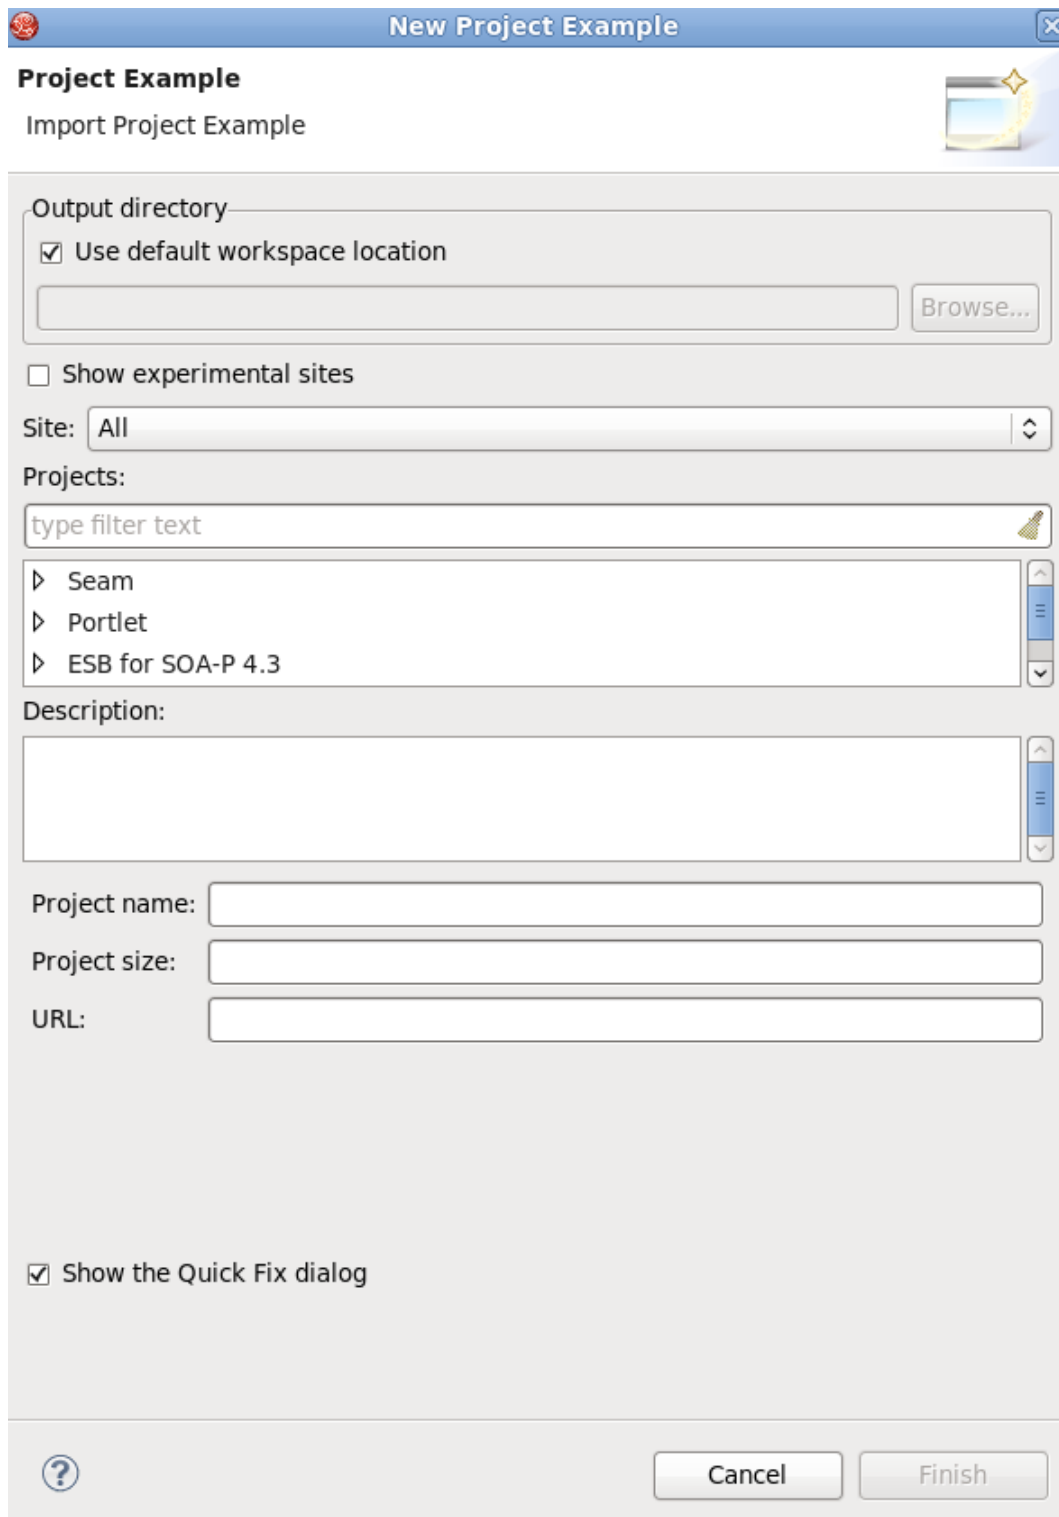 New Project Example
Project Example
Import Project Example
Output directory
Use default workspace location
Browse...
Show experimental sites
Site: All
Projects:
type filter text
Seam
Portlet
ESB for SOA-P 4.3
Description:
Project name:
Project size:
URL:
Show the Quick Fix dialog
?
Cancel Finish